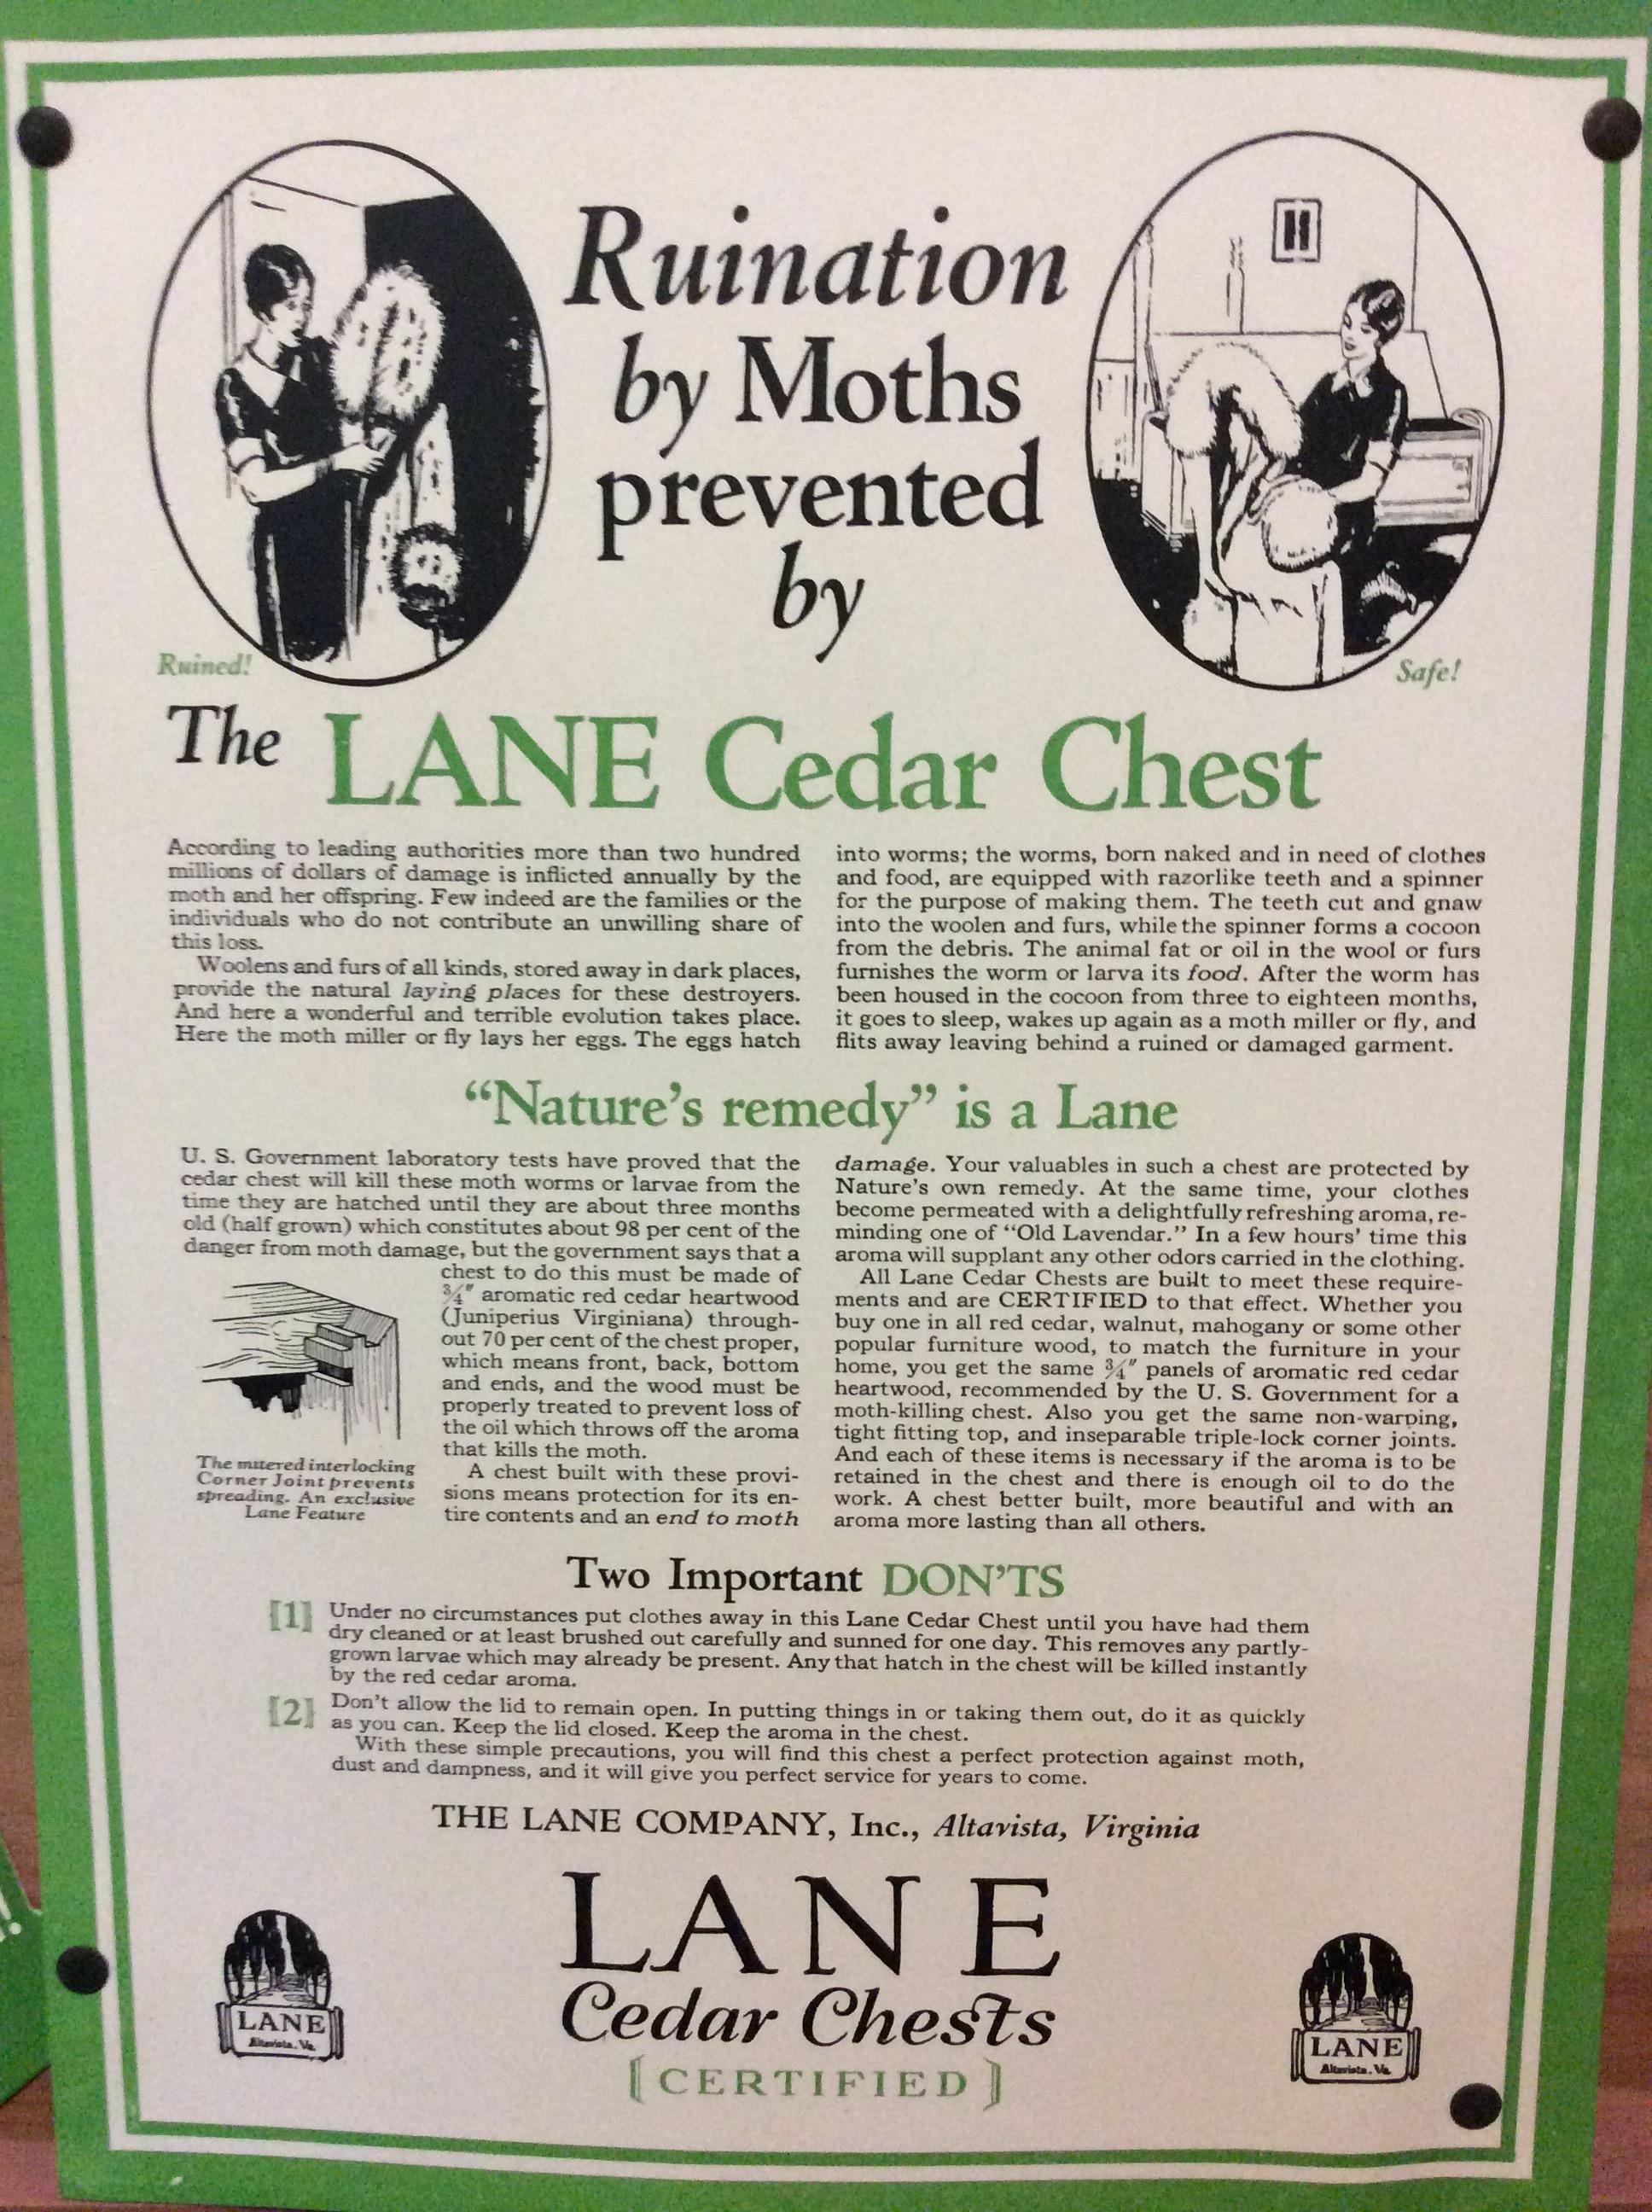 Ruination
by Moths
prevented
by
Ruined!
Safe!
The LANE Cedar Chest
According to leading authorities more than two hundred
millions of dollars of damage is inflicted annually by the
moth and her offspring. Few indeed are the families or the
individuals who do not contribute an unwilling share of
this loss.
Woolens and furs of all kinds, stored away in dark places,
provide the natural laying places for these destroyers.
And here a wonderful and terrible evolution takes place.
Here the moth miller or fly lays her eggs. The eggs hatch
into worms; the worms, born naked and in need of clothes
and food, are equipped with razorlike teeth and a spinner
for the purpose of making them. The teeth cut and gnaw
into the woolen and furs, while the spinner forms a cocoon
from the debris. The animal fat or oil in the wool or furs
furnishes the worm or larva its food. After the worm has
been housed in the cocoon from three to eighteen months,
it goes to sleep, wakes up again as a moth miller or fly, and
flits away leaving behind a ruined or damaged garment.
“Nature’s remedy” is a Lane
U. S. Government laboratory tests have proved that the
cedar chest will kill these moth worms or larvae from the
time they are hatched until they are about three months
old (half grown) which constitutes about 98 per cent of the
danger from moth damage, but the government says that a
chest to do this must be made of
¾″ aromatic red cedar heartwood
(Juniperius Virginiana) through-
out 70 per cent of the chest proper,
which means front, back, bottom
and ends, and the wood must be
properly treated to prevent loss of
the oil which throws off the aroma
that kills the moth.
A chest built with these provi-
sions means protection for its en-
tire contents and an end to moth
The mitered interlocking
Corner Joint prevents
spreading. An exclusive
Lane Feature
damage. Your valuables in such a chest are protected by
Nature's own remedy. At the same time, your clothes
become permeated with a delightfully refreshing aroma, re-
minding one of "Old Lavendar." In a few hours' time this
aroma will supplant any other odors carried in the clothing.
All Lane Cedar Chests are built to meet these require-
ments and are CERTIFIED to that effect. Whether you
buy one in all red cedar, walnut, mahogany or some other
popular furniture wood, to match the furniture in your
home, you get the same ¾″ panels of aromatic red cedar
heartwood, recommended by the U. S. Government for a
moth-killing chest. Also you get the same non-warping,
tight fitting top, and inseparable triple-lock corner joints.
And each of these items is necessary if the aroma is to be
retained in the chest and there is enough oil to do the
work. A chest better built, more beautiful and with an
aroma more lasting than all others.
Two Important DON'TS
[1] Under no circumstances put clothes away in this Lane Cedar Chest until you have had them
dry cleaned or at least brushed out carefully and sunned for one day. This removes any partly-
grown larvae which may already be present. Any that hatch in the chest will be killed instantly
by the red cedar aroma.
[2] Don't allow the lid to remain open. In putting things in or taking them out, do it as quickly
as you can. Keep the lid closed. Keep the aroma in the chest.
With these simple precautions, you will find this chest a perfect protection against moth,
dust and dampness, and it will give you perfect service for years to come.
THE LANE COMPANY, Inc., Altavista, Virginia
LANE
Cedar Chests
[CERTIFIED]
LANE
Altavista, Va.
LANE
Altavista, Va.